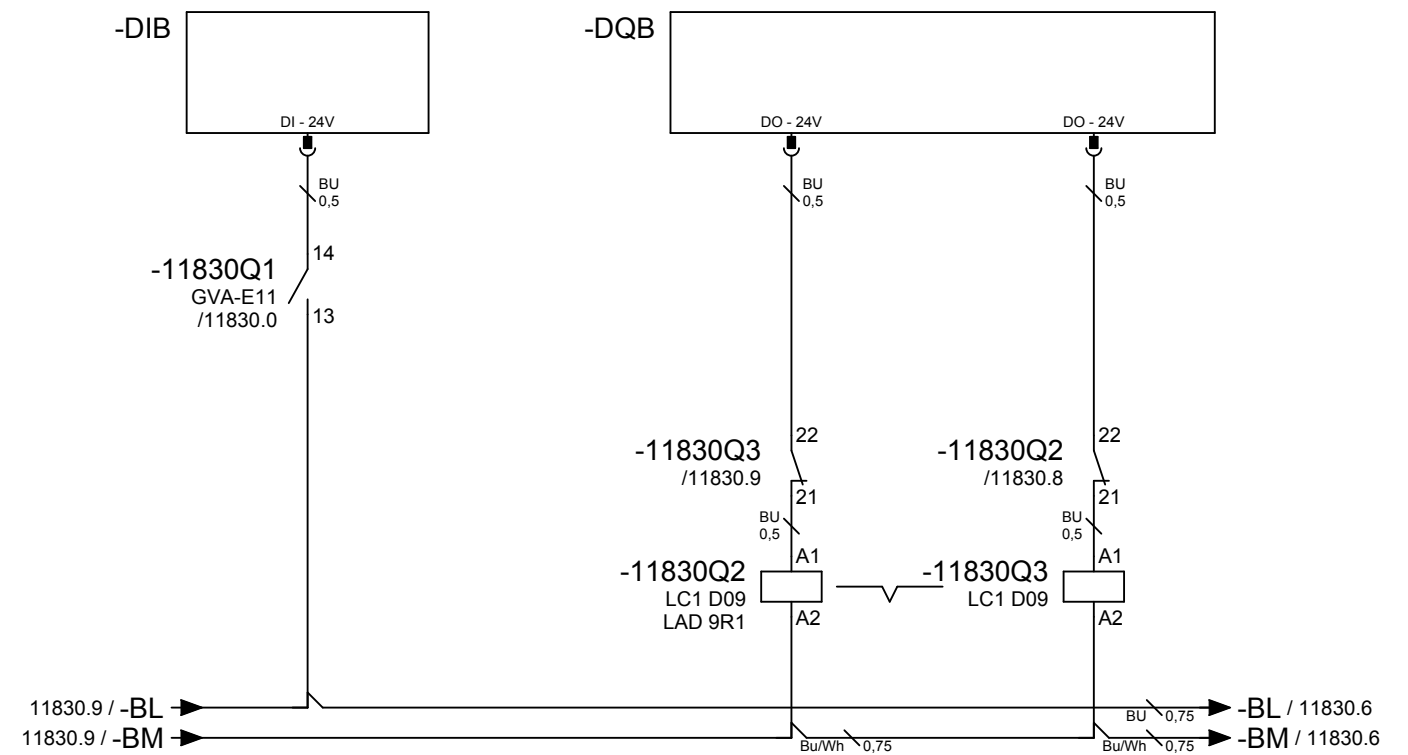 -DIB
-DQB
DI - 24V
DO - 24V
DO - 24V
BU
0,5
BU
0,5
BU
0,5
14
-11830Q1
GVA-E11
/11830.0
13
22
-11830Q3
/11830.9
21
22
-11830Q2
/11830.8
21
BU
0,5
BU
0,5
A1
-11830Q2
LC1 D09
LAD 9R1
A2
A1
-11830Q3
LC1 D09
A2
11830.9 / -BL
BU 0,75
-BL / 11830.6
11830.9 / -BM
Bu/Wh 0,75
Bu/Wh 0,75
-BM / 11830.6